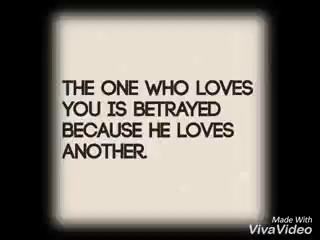 THE ONE WHO LOVES
YOU IS BETRAYED
BECAUSE HE LOVES
ANOTHER.
Made With
VivaVideo